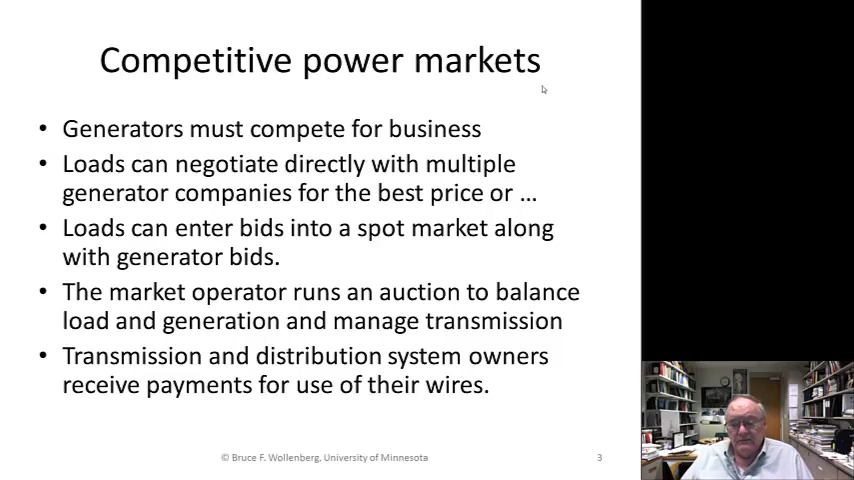 Competitive power markets
• Generators must compete for business
• Loads can negotiate directly with multiple
generator companies for the best price or ...
• Loads can enter bids into a spot market along
with generator bids.
• The market operator runs an auction to balance
load and generation and manage transmission
• Transmission and distribution system owners
receive payments for use of their wires.
© Bruce F. Wollenberg, University of Minnesota
3